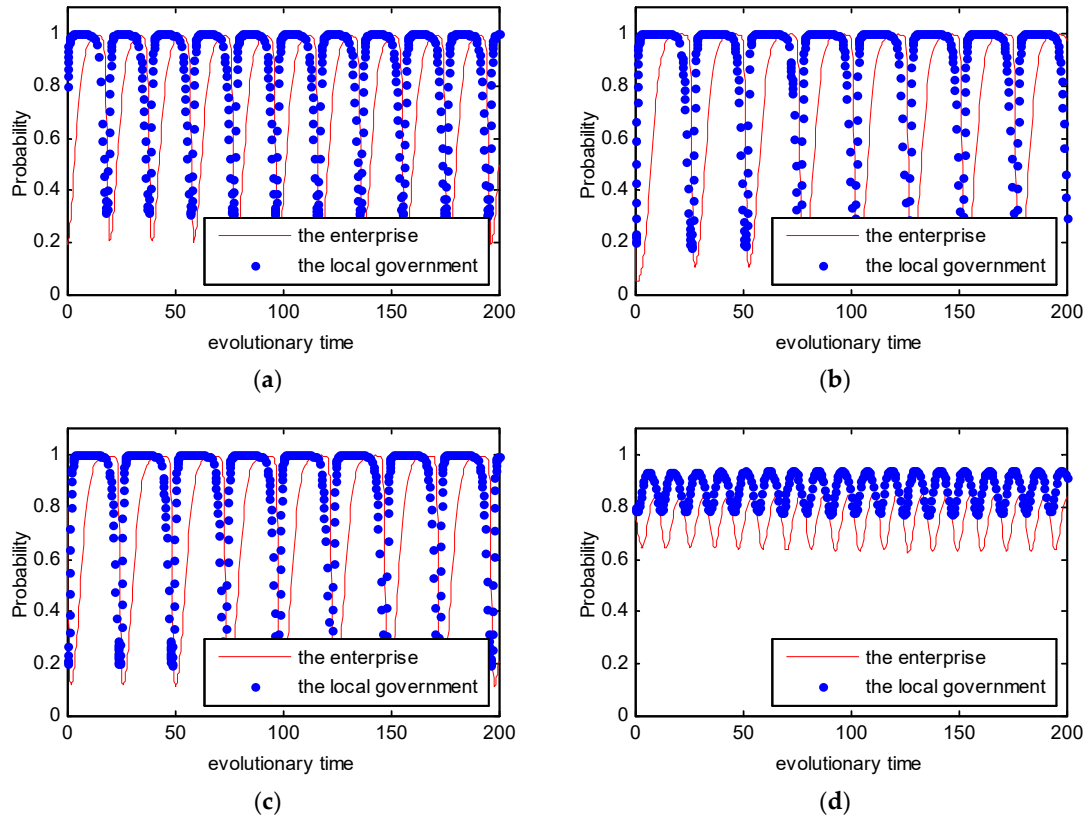 1
0.8
0.6
0.4
0.2
0
Probability
0 50 100 150 200
evolutionary time
the enterprise
the local government
(a)
1
0.8
0.6
0.4
0.2
0
Probability
0 50 100 150 200
evolutionary time
the enterprise
the local government
(b)
1
0.8
0.6
0.4
0.2
0
Probability
0 50 100 150 200
evolutionary time
the enterprise
the local government
(c)
1
0.8
0.6
0.4
0.2
0
Probability
0 50 100 150 200
evolutionary time
the enterprise
the local government
(d)